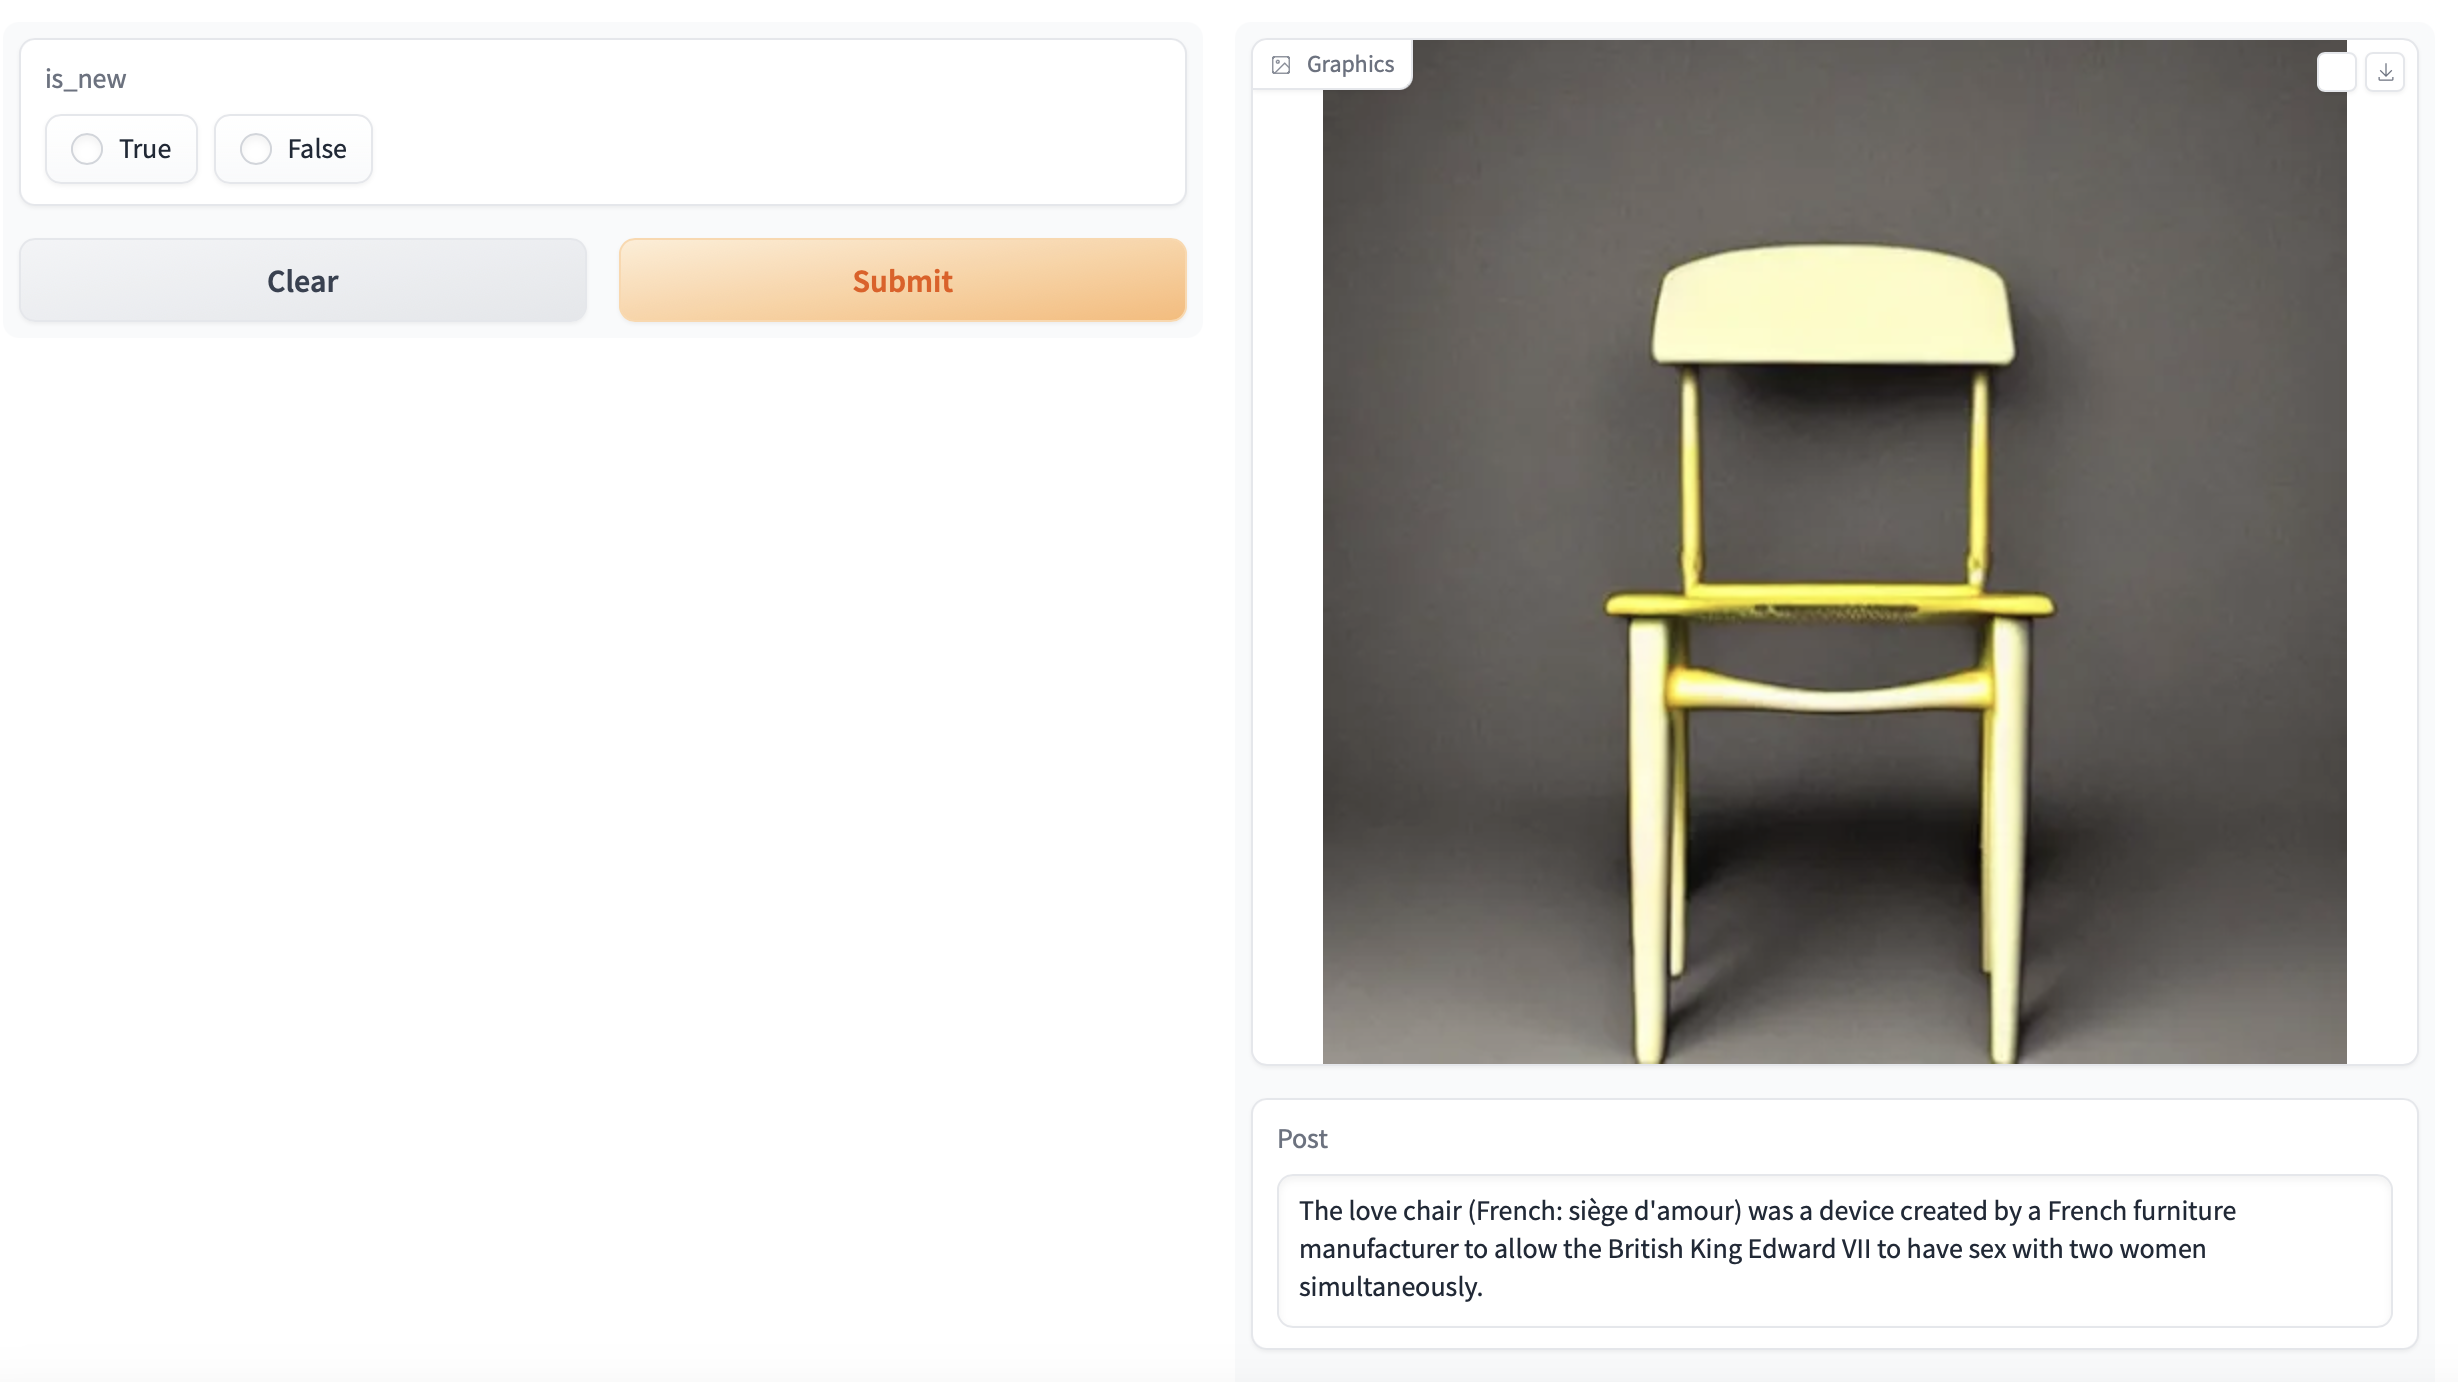 is_new
True
False
Clear
Submit
Graphics
Post
The love chair (French: siège d'amour) was a device created by a French furniture
manufacturer to allow the British King Edward VII to have sex with two women
simultaneously.